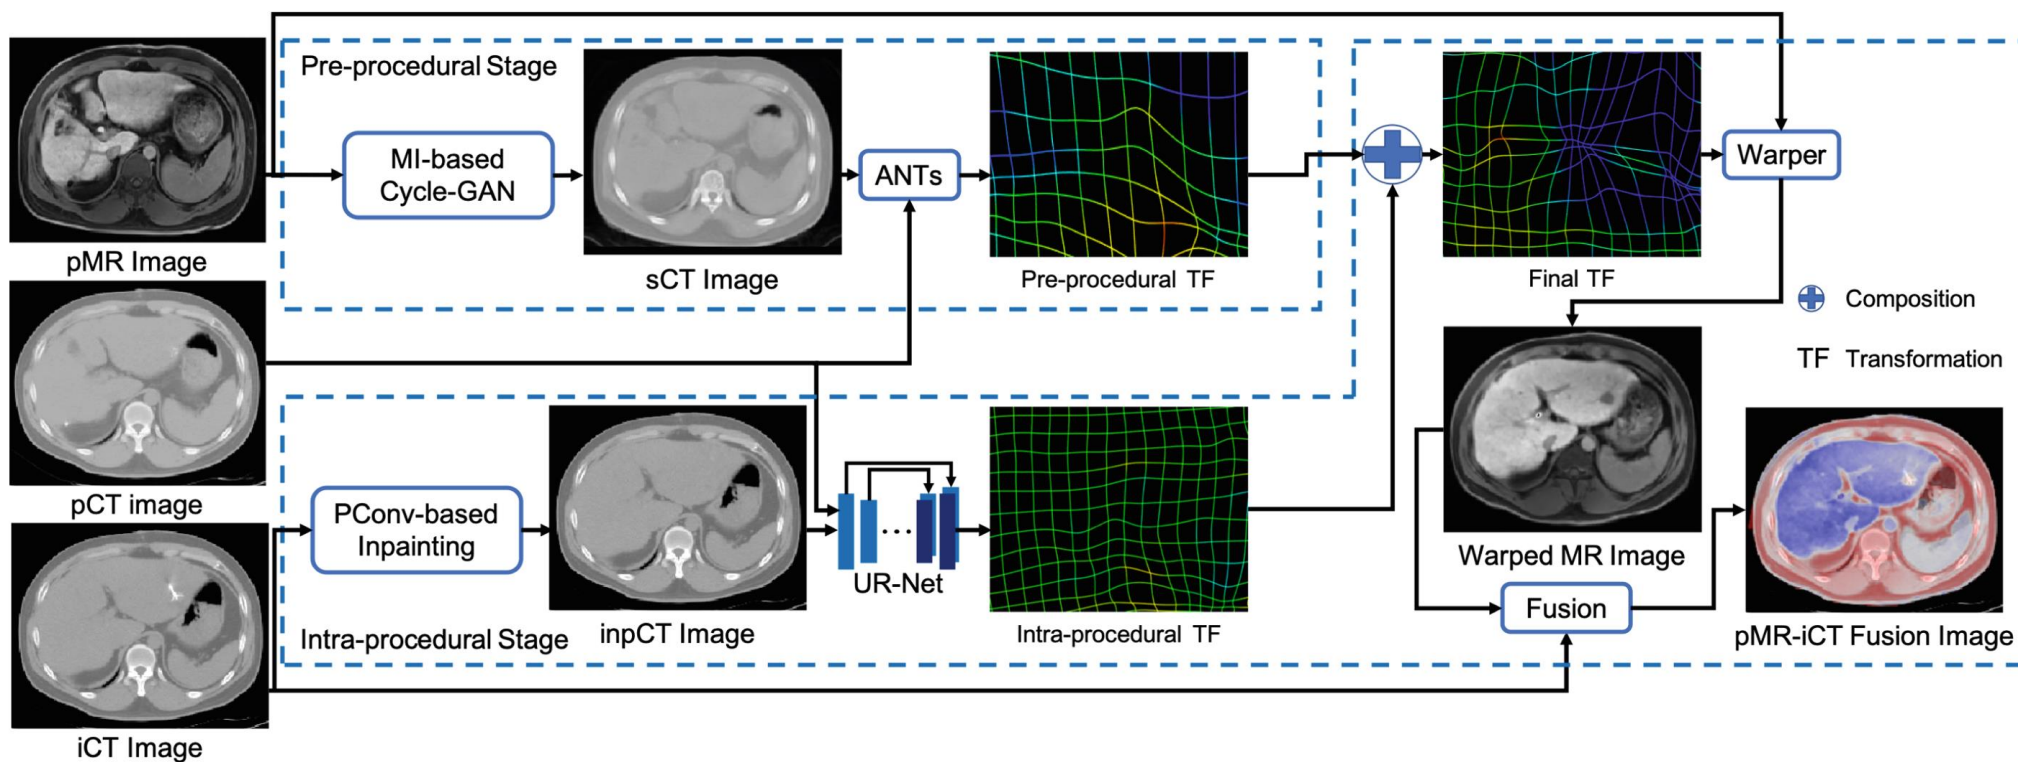 Pre-procedural Stage
MI-based
Cycle-GAN
ANTs
Warper
pMR Image
sCT Image
Pre-procedural TF
Final TF
Composition
TF Transformation
pCT image
PConv-based
Inpainting
UR-Net
Warped MR Image
Fusion
Intra-procedural Stage
inpCT Image
Intra-procedural TF
pMR-iCT Fusion Image
iCT Image